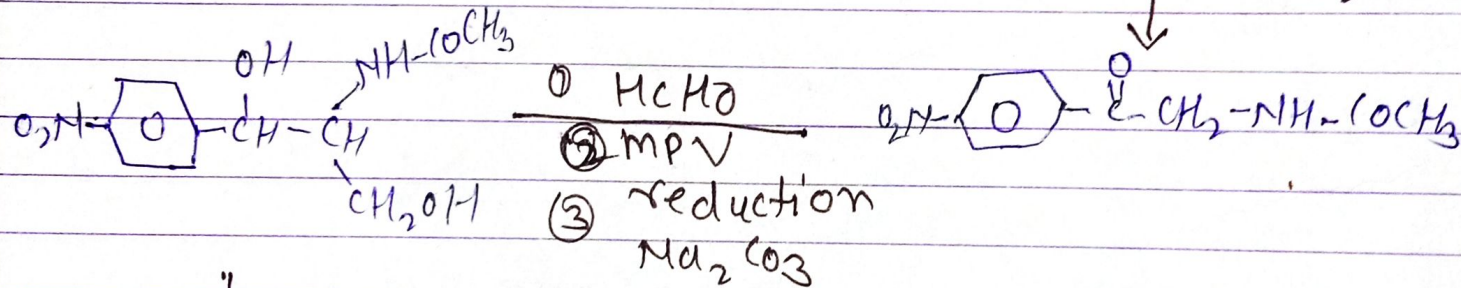 OH NH-COCH3 O
O2N- -CH-CH ① HCHO O2N- -C-CH2-NH-COCH3
CH2OH ② MPV
③ reduction
Na2CO3